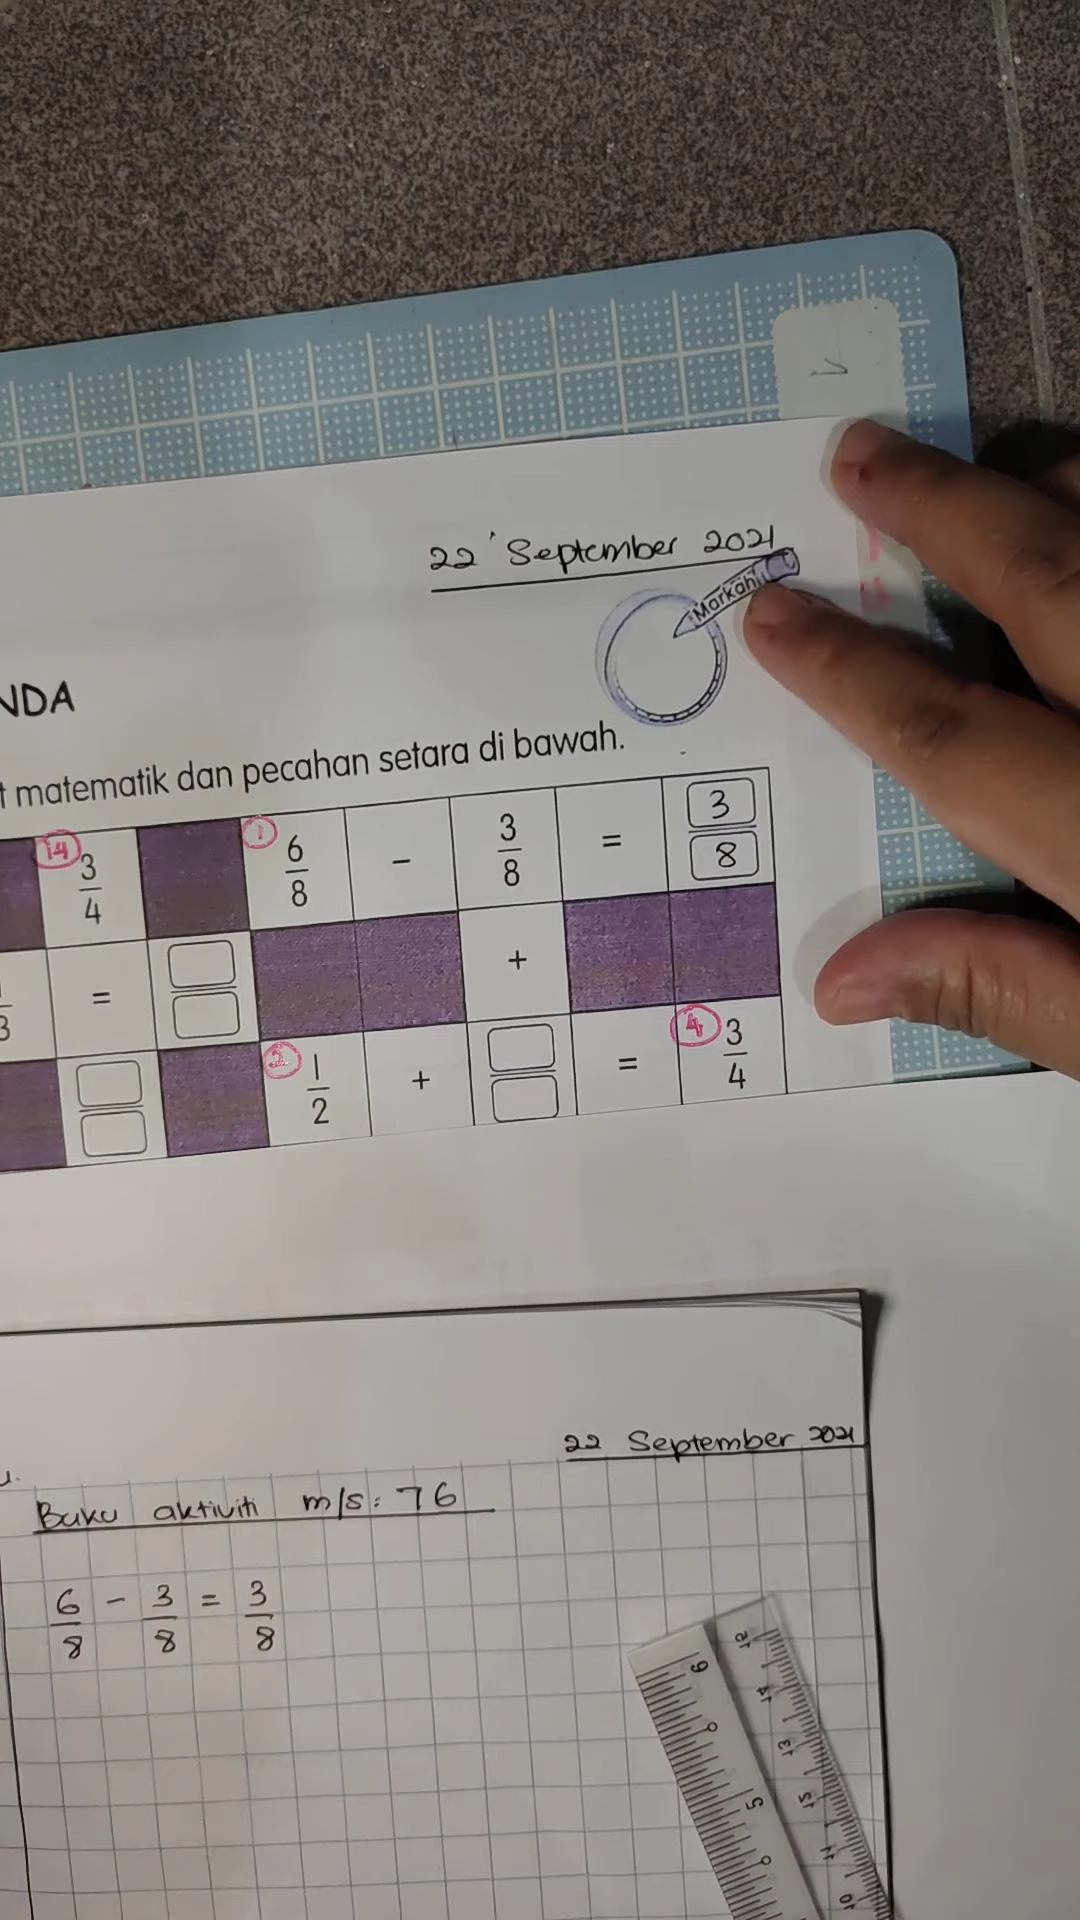 22 September 2021
Markah
NDA
matematik dan pecahan setara di bawah.
14 3/4 1 6/8 - 3/8 = 3/8
3 = +
2 1/2 + = 4 3/4
22 September 2021
Buku aktiviti m/s: 76
6/8 - 3/8 = 3/8